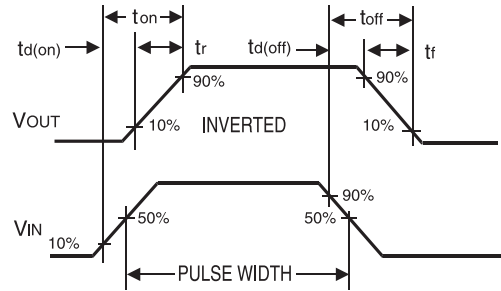 ton toff
td(on) tr td(off) tf
90% 90%
VOUT 10% INVERTED 10%
90%
50% 50%
VIN 10%
PULSE WIDTH